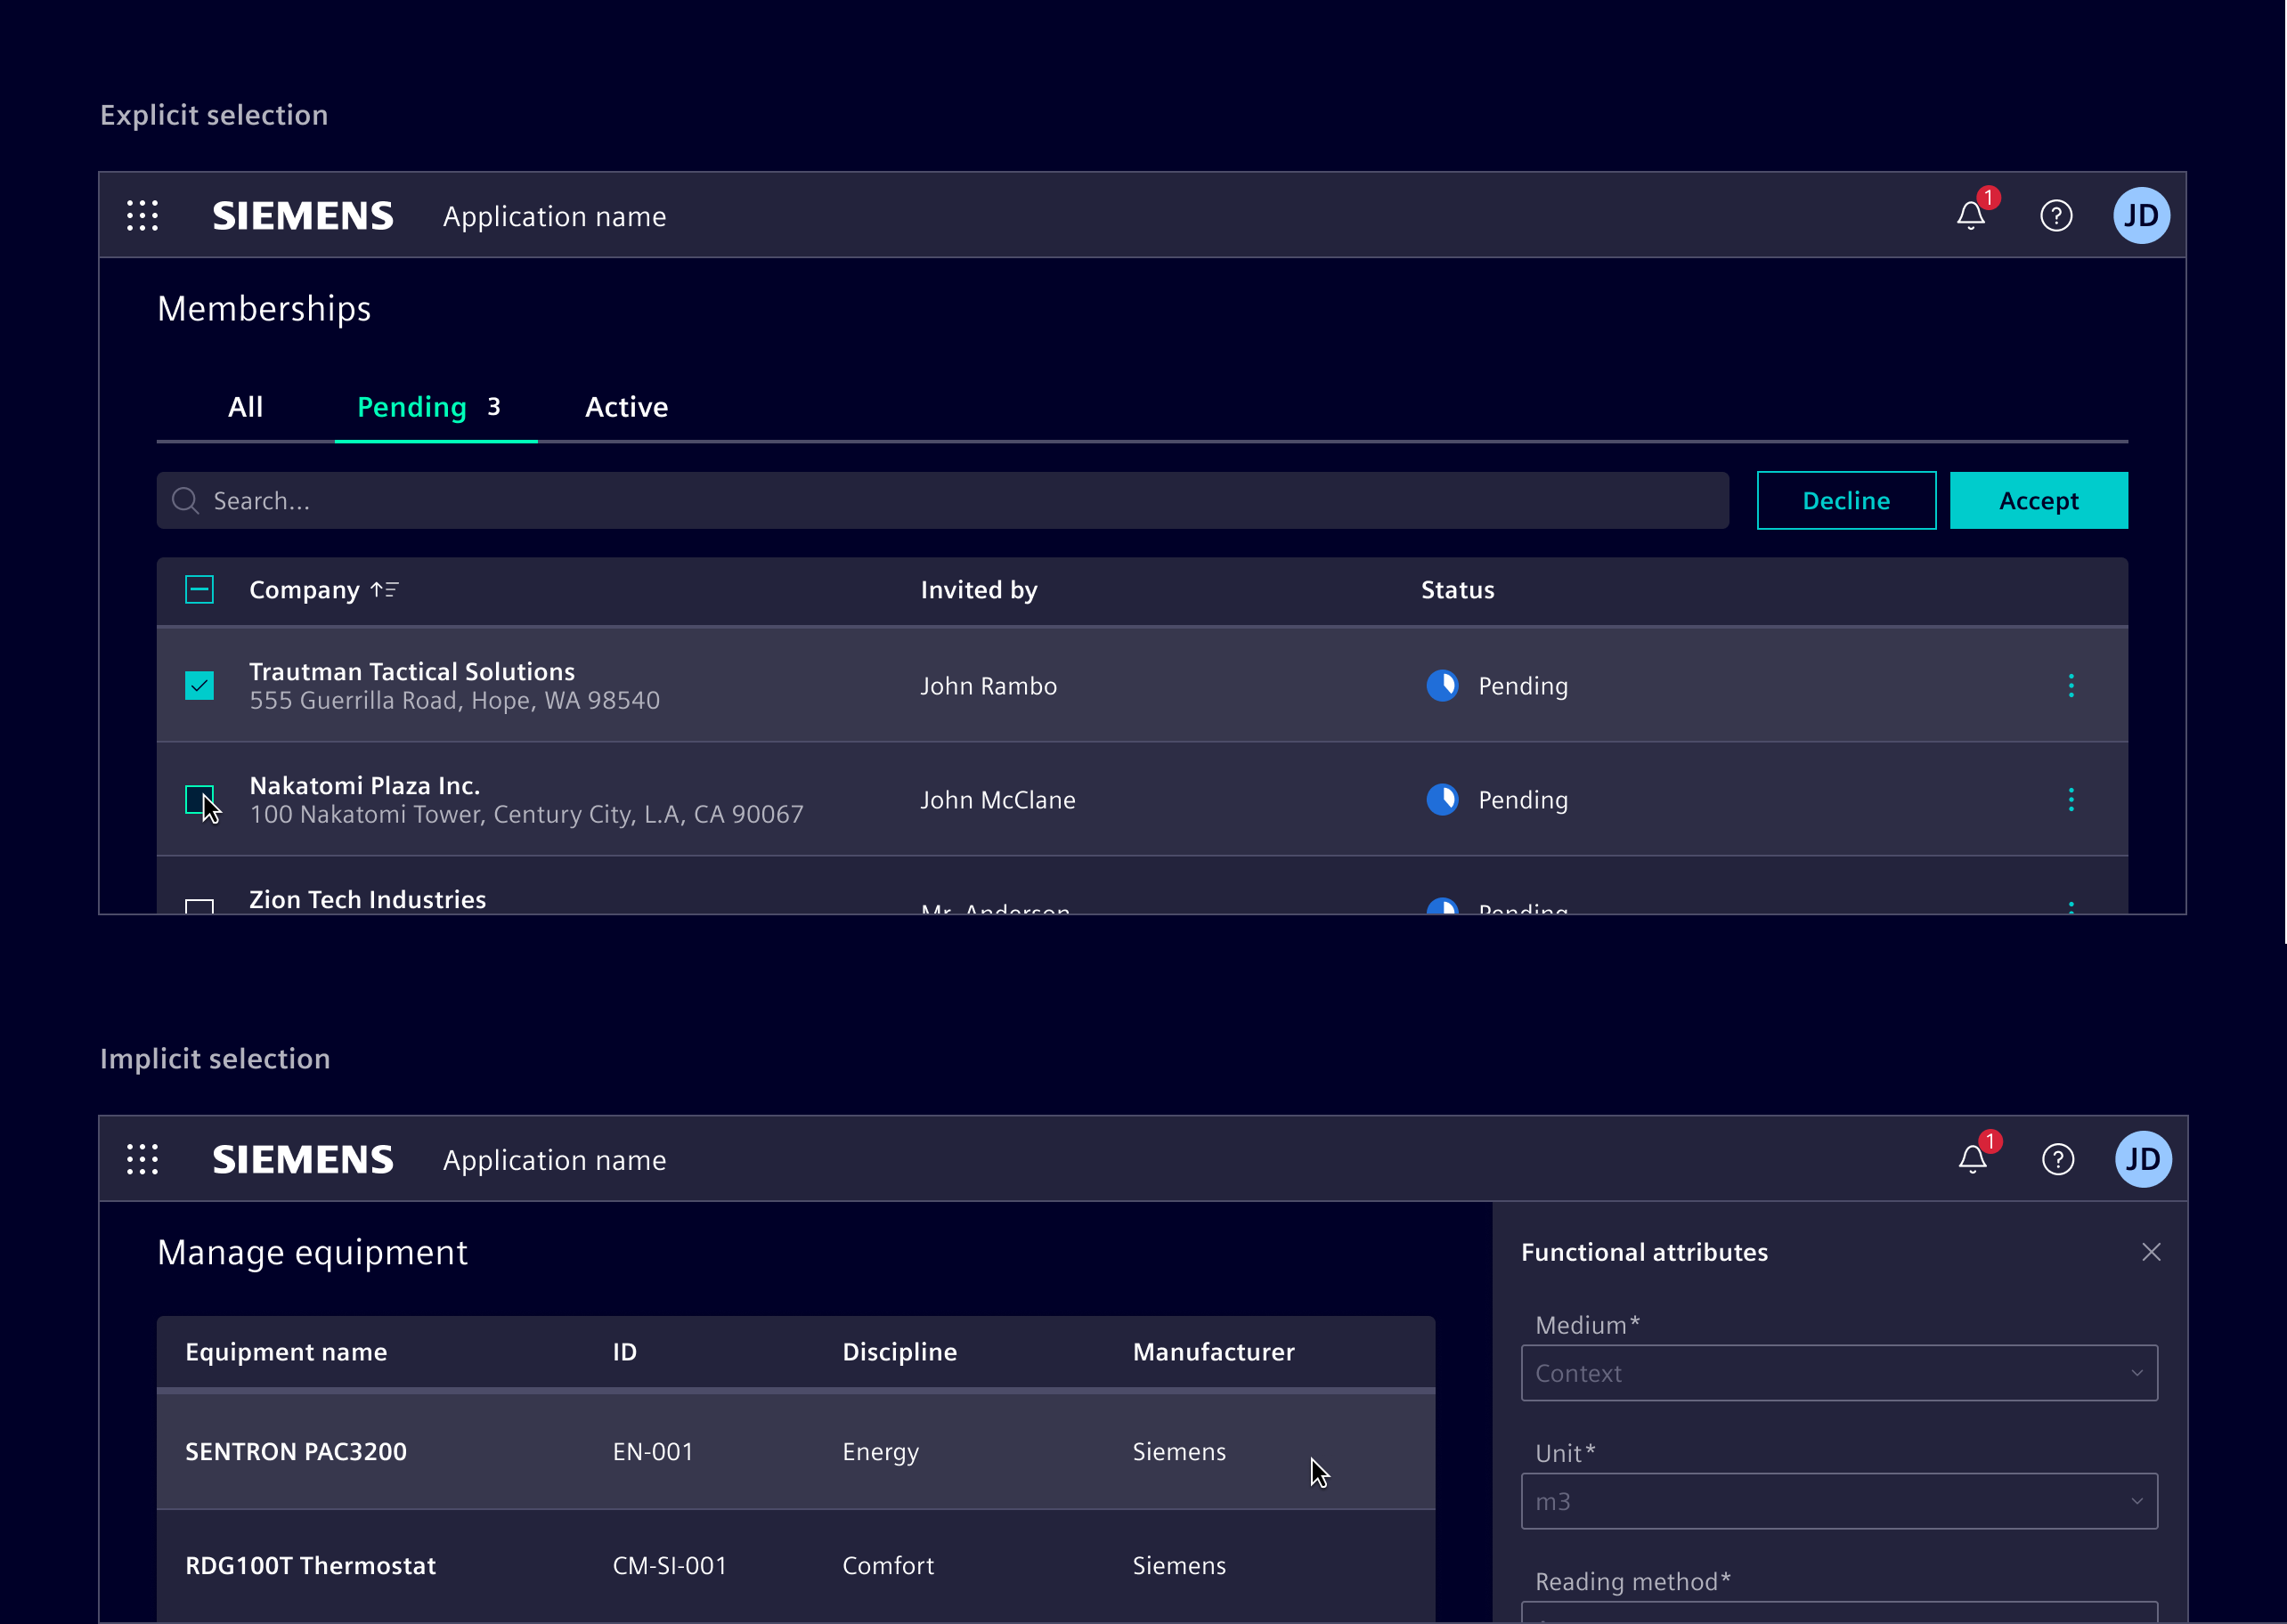 Explicit selection
SIEMENS Application name 1 ? JD
Memberships
All Pending 3 Active
Search... Decline Accept
Company Invited by Status
Trautman Tactical Solutions
555 Guerrilla Road, Hope, WA 98540
John Rambo Pending
Nakatomi Plaza Inc.
100 Nakatomi Tower, Century City, L.A, CA 90067
John McClane Pending
Zion Tech Industries
Mr. Anderson Pending
Implicit selection
SIEMENS Application name 1 ? JD
Manage equipment
Equipment name ID Discipline Manufacturer
SENTRON PAC3200 EN-001 Energy Siemens
RDG100T Thermostat CM-SI-001 Comfort Siemens
Functional attributes
Medium*
Context
Unit*
m3
Reading method*